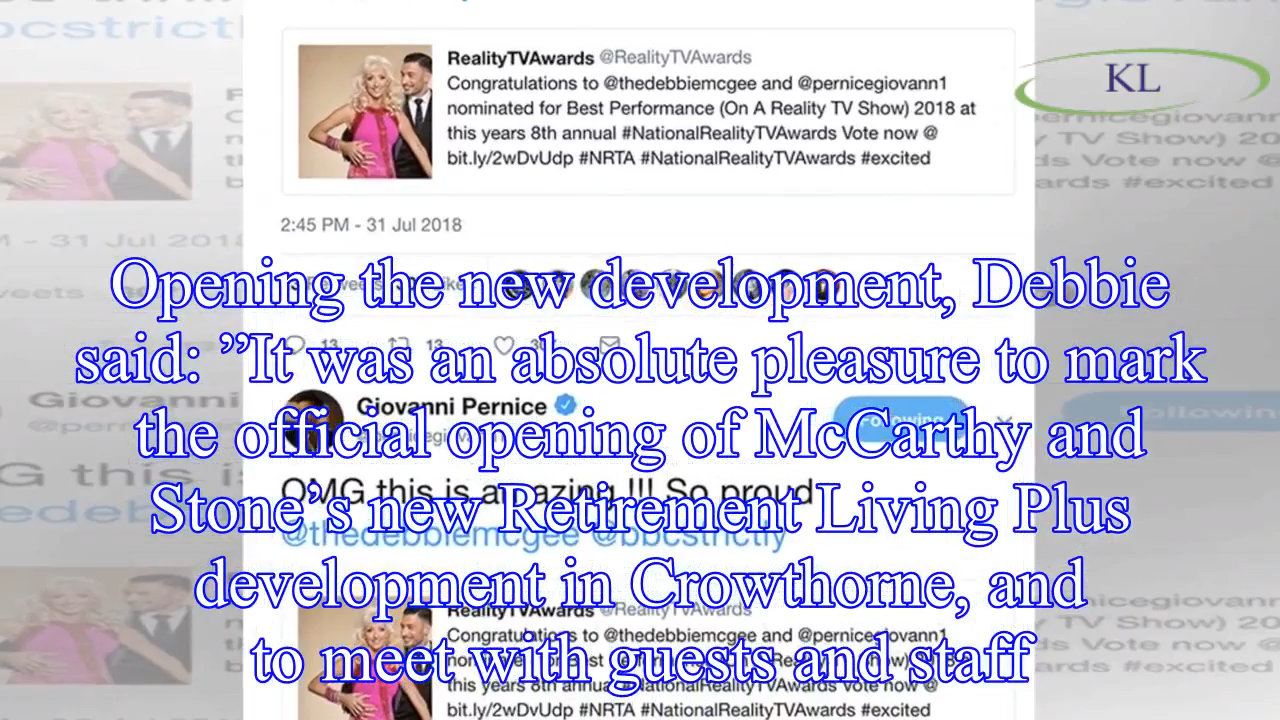 RealityTVAwards @RealityTVAwards
Congratulations to @thedebbiemcgee and @pernicegiovann1
nominated for Best Performance (On A Reality TV Show) 2018 at
this years 8th annual #NationalRealityTVAwards Vote now @
bit.ly/2wDvUdp #NRTA #NationalRealityTVAwards #excited
KL
2:45 PM - 31 Jul 2018
Opening the new development, Debbie
said: ”It was an absolute pleasure to mark
the official opening of McCarthy and
Stone’s new Retirement Living Plus
development in Crowthorne, and
to meet with guests and staff
13 13
Giovanni Pernice
Following
OMG this is amazing !!! So proud
@thedebbiemcgee @bbcstrictly
RealityTVAwards @RealityTVAwards
Congratulations to @thedebbiemcgee and @pernicegiovann1
this years 8th annual #NationalRealityTVAwards Vote now @
bit.ly/2wDvUdp #NRTA #NationalRealityTVAwards #excited